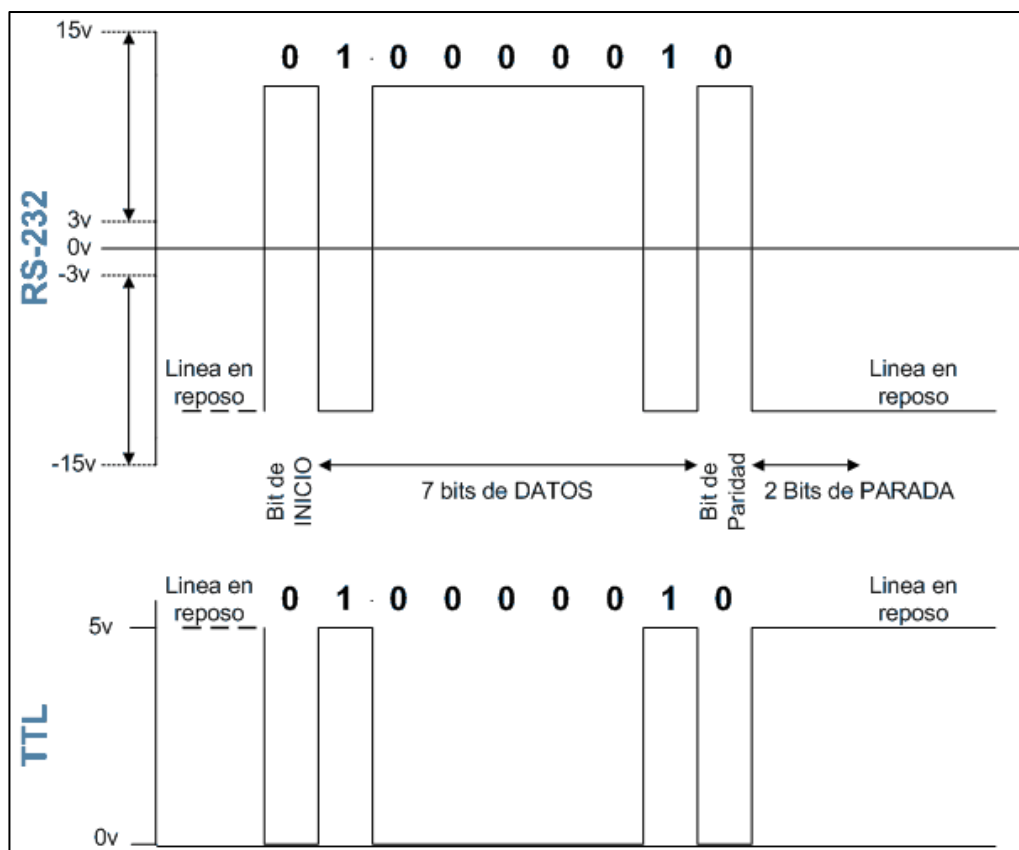 15v
0 1 0 0 0 0 0 1 0
RS-232
3v
0v
-3v
Linea en
reposo
Linea en
reposo
-15v
Bit de
INICIO
7 bits de DATOS
Bit de
Paridad
2 Bits de PARADA
Linea en
reposo
0 1 0 0 0 0 0 1 0
Linea en
reposo
5v
TTL
0v